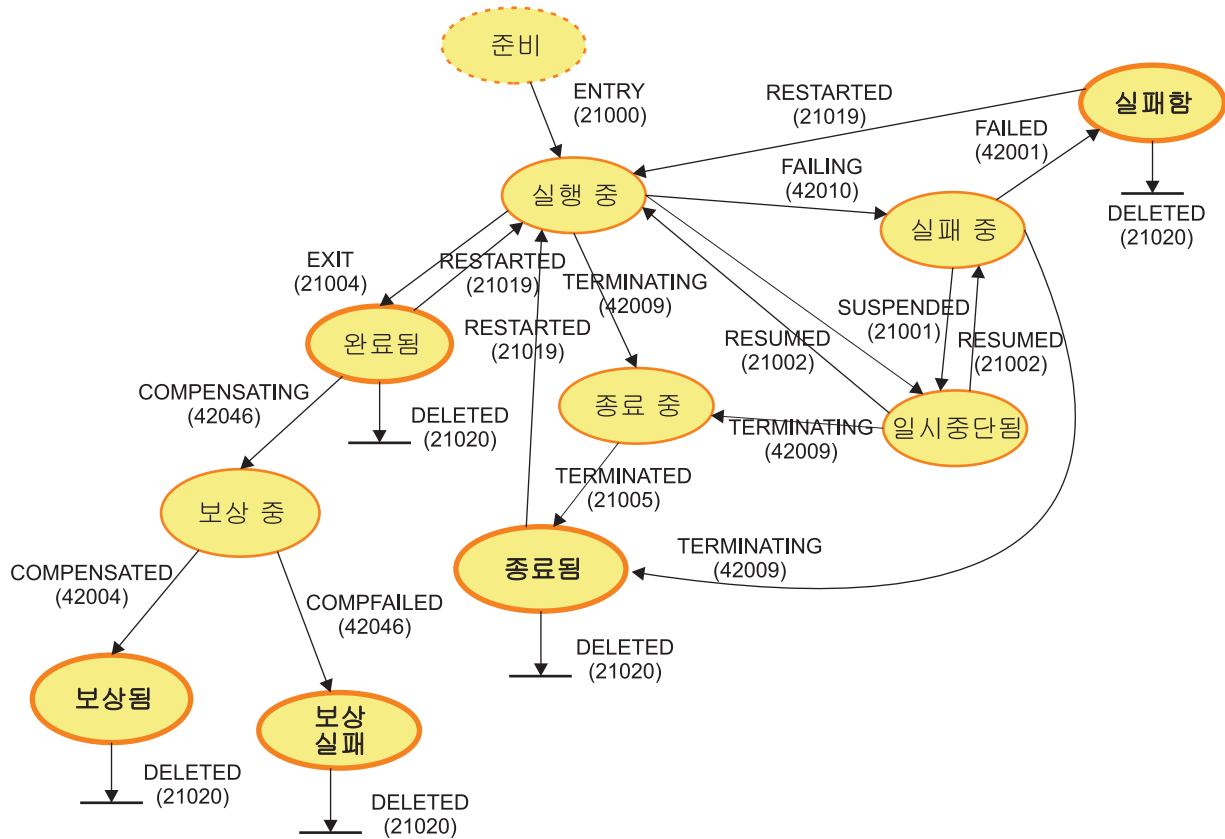 준비
ENTRY
(21000)
RESTARTED
(21019)
실패함
FAILED
(42001)
FAILING
(42010)
DELETED
(21020)
실행 중
실패 중
EXIT
(21004)
RESTARTED
(21019)
TERMINATING
(42009)
SUSPENDED
(21001)
RESUMED
(21002)
RESUMED
(21002)
RESTARTED
(21019)
완료됨
COMPENSATING
(42046)
DELETED
(21020)
종료 중
TERMINATING
(42009)
일시중단됨
TERMINATED
(21005)
보상 중
종료됨
TERMINATING
(42009)
COMPENSATED
(42004)
COMPFAILED
(42046)
DELETED
(21020)
보상됨
보상
실패
DELETED
(21020)
DELETED
(21020)